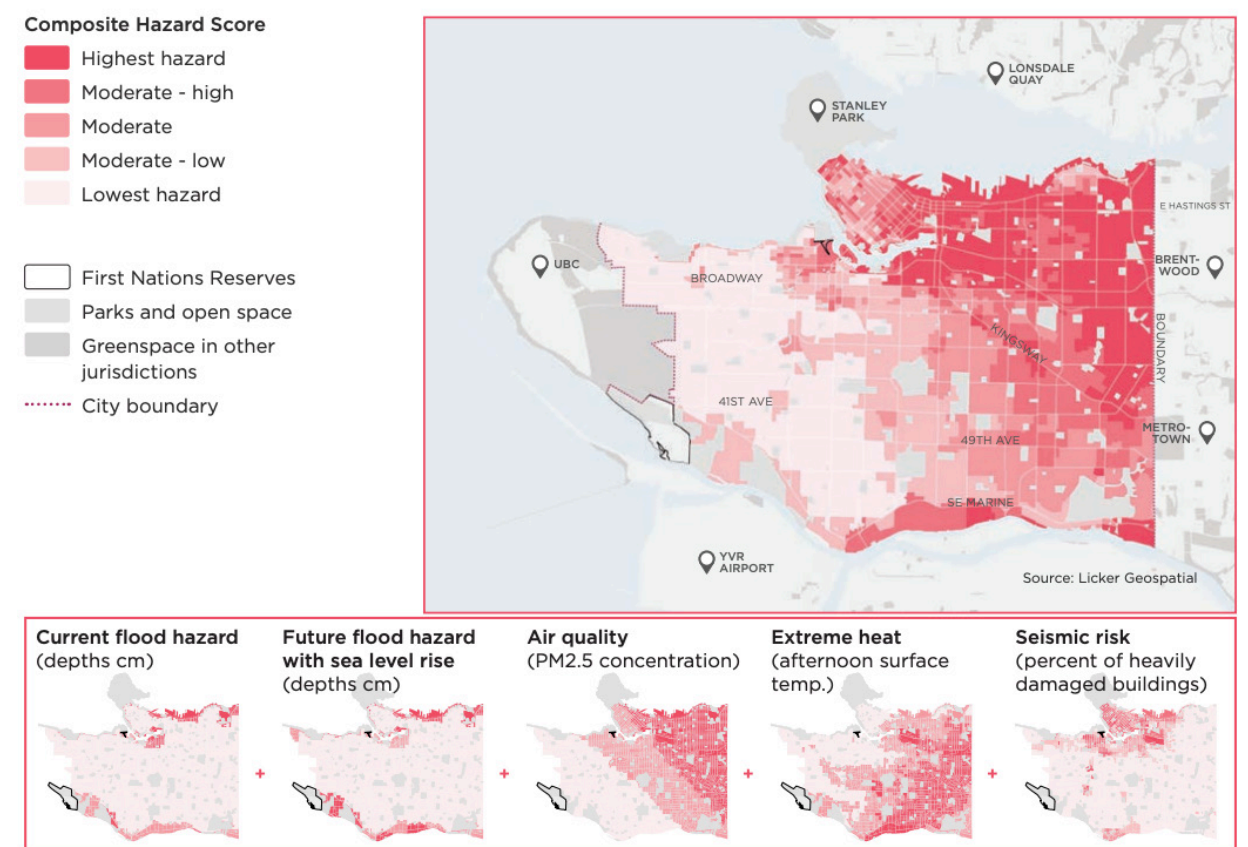 Composite Hazard Score
Highest hazard
Moderate - high
Moderate
Moderate - low
Lowest hazard
First Nations Reserves
Parks and open space
Greenspace in other
jurisdictions
City boundary
LONSDALE
QUAY
STANLEY
PARK
E HASTINGS ST
UBC
BROADWAY
BRENT-
WOOD
KINGSWAY
BOUNDARY
41ST AVE
49TH AVE
METRO-
TOWN
SE MARINE
YVR
AIRPORT
Source: Licker Geospatial
Current flood hazard
(depths cm)
+
Future flood hazard
with sea level rise
(depths cm)
+
Air quality
(PM2.5 concentration)
+
Extreme heat
(afternoon surface
temp.)
+
Seismic risk
(percent of heavily
damaged buildings)